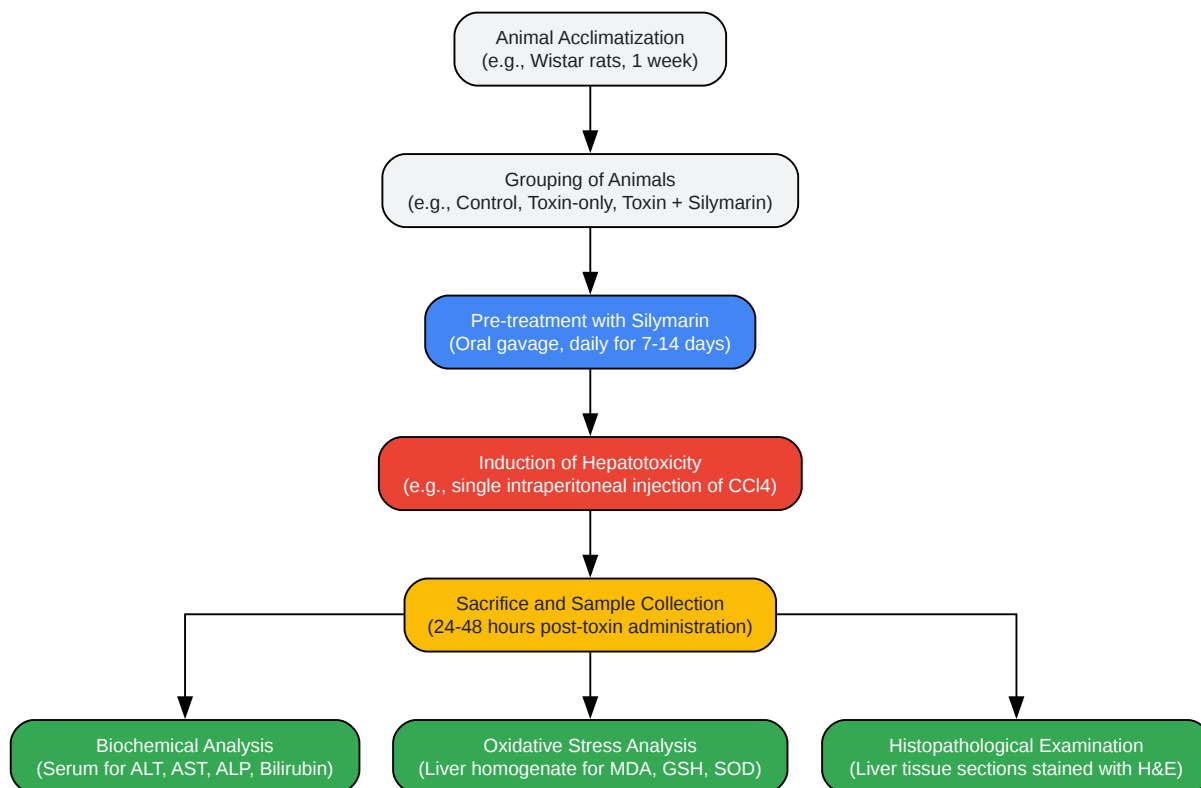 Animal Acclimatization
(e.g., Wistar rats, 1 week)
Grouping of Animals
(e.g., Control, Toxin-only, Toxin + Silymarin)
Pre-treatment with Silymarin
(Oral gavage, daily for 7-14 days)
Induction of Hepatotoxicity
(e.g., single intraperitoneal injection of CCl4)
Sacrifice and Sample Collection
(24-48 hours post-toxin administration)
Biochemical Analysis
(Serum for ALT, AST, ALP, Bilirubin)
Oxidative Stress Analysis
(Liver homogenate for MDA, GSH, SOD)
Histopathological Examination
(Liver tissue sections stained with H&E)